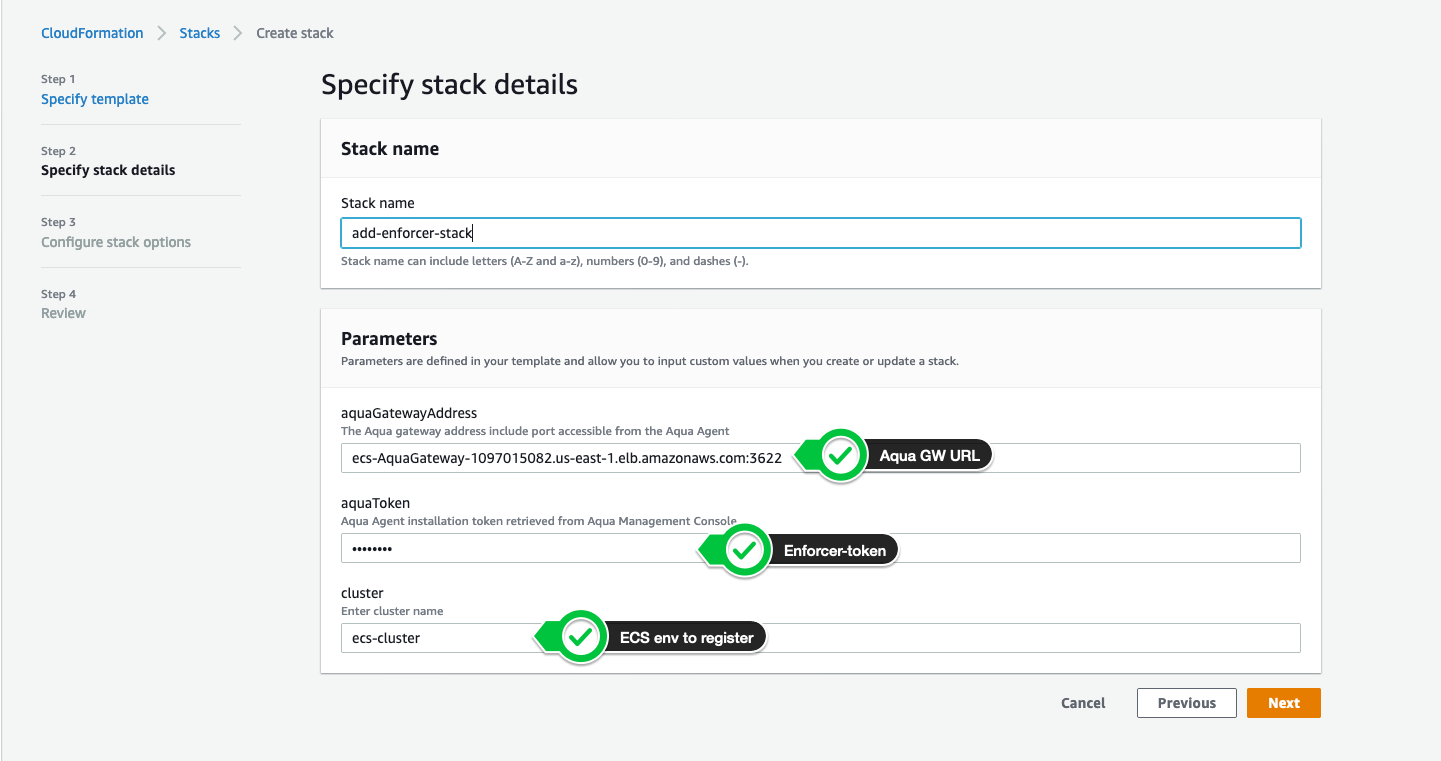 CloudFormation > Stacks > Create stack
Step 1
Specify template
Step 2
Specify stack details
Step 3
Configure stack options
Step 4
Review
Specify stack details
Stack name
Stack name
add-enforcer-stack
Stack name can include letters (A-Z and a-z), numbers (0-9), and dashes (-).
Parameters
Parameters are defined in your template and allow you to input custom values when you create or update a stack.
aquaGatewayAddress
The Aqua gateway address include port accessible from the Aqua Agent
ecs-AquaGateway-1097015082.us-east-1.elb.amazonaws.com:3622 Aqua GW URL
aquaToken
Aqua Agent installation token retrieved from Aqua Management Console
•••••••• Enforcer-token
cluster
Enter cluster name
ecs-cluster ECS env to register
Cancel Previous Next